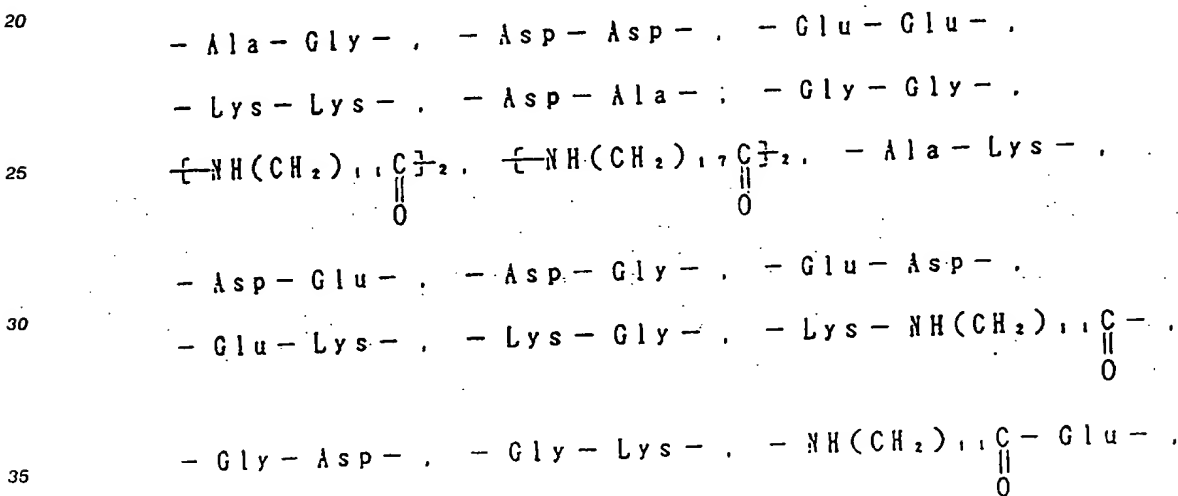 20 - Ala - Gly - , - Asp - Asp - , - Glu - Glu - ,
- Lys - Lys - , - Asp - Ala - ; - Gly - Gly - ,
25 -[NH(CH₂)₁₁C]₂, -[NH(CH₂)₁₇C]₂, - Ala - Lys - ,
O O
- Asp - Glu - , - Asp - Gly - , - Glu - Asp - ,
30 - Glu - Lys - , - Lys - Gly - , - Lys - NH(CH₂)₁₁C - ,
O
- Gly - Asp - , - Gly - Lys - , - NH(CH₂)₁₁C - Glu - ,
35 O